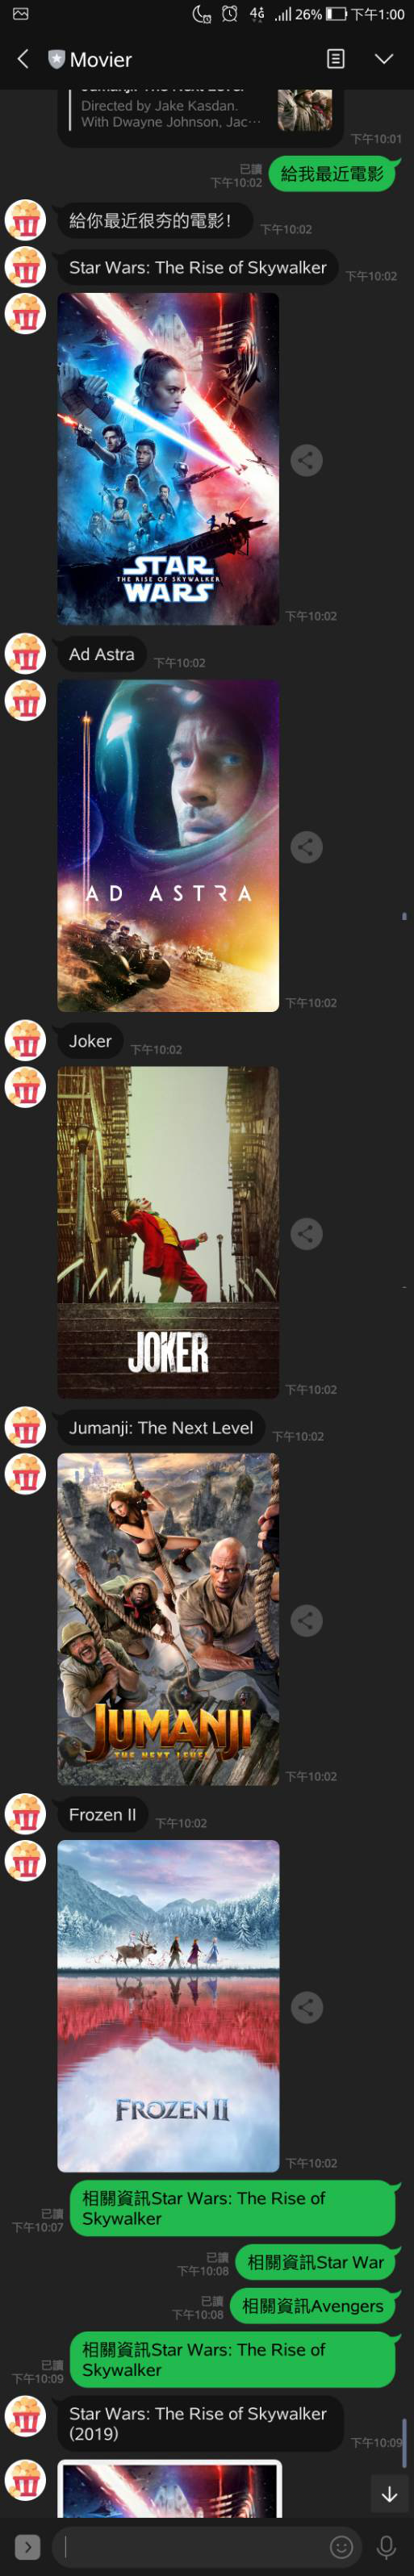 4G 26% 下午1:00
Movier
Directed by Jake Kasdan.
With Dwayne Johnson, Jac…
下午10:01
已讀
下午10:02
給我最近電影
給你最近很夯的電影!
下午10:02
Star Wars: The Rise of Skywalker
下午10:02
STAR
THE RISE OF SKYWALKER
WARS
下午10:02
Ad Astra
下午10:02
AD ASTRA
下午10:02
Joker
下午10:02
JOKER
下午10:02
Jumanji: The Next Level
下午10:02
JUMANJI
THE NEXT LEVEL
下午10:02
Frozen II
下午10:02
FROZEN II
下午10:02
相關資訊Star Wars: The Rise of
Skywalker
已讀
下午10:07
已讀
下午10:08
相關資訊Star War
已讀
下午10:08
相關資訊Avengers
相關資訊Star Wars: The Rise of
Skywalker
已讀
下午10:09
Star Wars: The Rise of Skywalker
(2019)
下午10:09